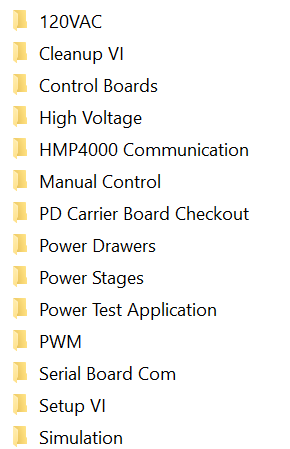 120VAC
Cleanup VI
Control Boards
High Voltage
HMP4000 Communication
Manual Control
PD Carrier Board Checkout
Power Drawers
Power Stages
Power Test Application
PWM
Serial Board Com
Setup VI
Simulation